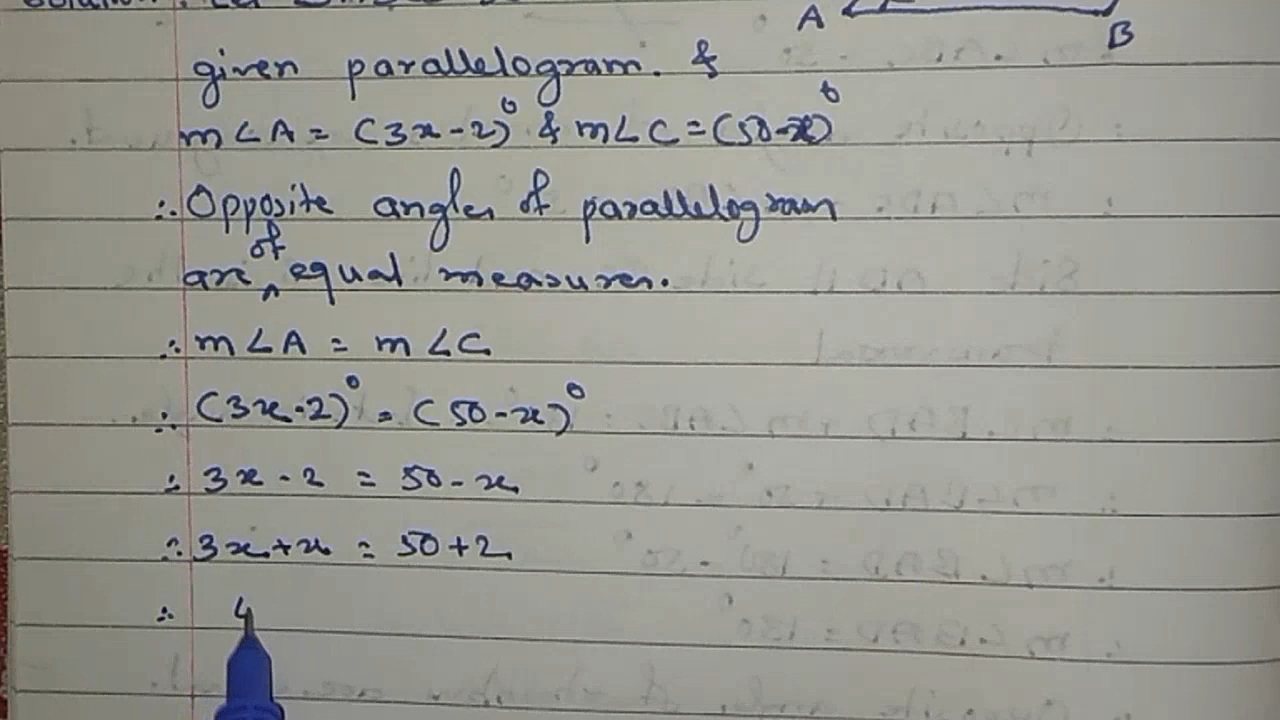 A B
given parallelogram. &
m∠A = (3x-2)° & m∠C = (50-x)°
∴ Opposite angles of parallelogram
are of equal measures.
∴ m∠A = m∠C
∴ (3x-2)° = (50-x)°
∴ 3x-2 = 50-x
∴ 3x+x = 50+2
∴ 4